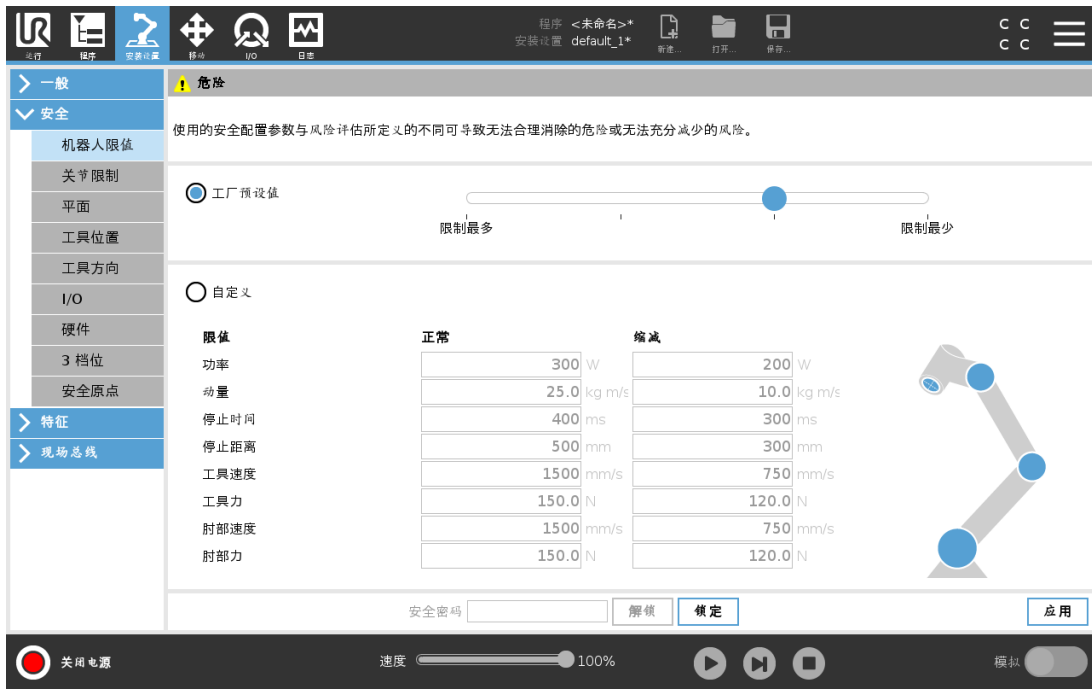 UR
程序 <未命名>*
安装设置 default_1*
运行 程序 安装设置 移动 I/O 日志 新建... 打开... 保存...
C C
C C
一般
安全
机器人限值
关节限制
平面
工具位置
工具方向
I/O
硬件
3 档位
安全原点
特征
现场总线
危险
使用的安全配置参数与风险评估所定义的不同可导致无法合理消除的危险或无法充分减少的风险。
工厂预设值
限制最多 限制最少
自定义
限值 正常 缩减
功率 300 W 200 W
动量 25.0 kg m/s 10.0 kg m/s
停止时间 400 ms 300 ms
停止距离 500 mm 300 mm
工具速度 1500 mm/s 750 mm/s
工具力 150.0 N 120.0 N
肘部速度 1500 mm/s 750 mm/s
肘部力 150.0 N 120.0 N
安全密码 解锁 锁定 应用
关闭电源 速度 100% 模拟